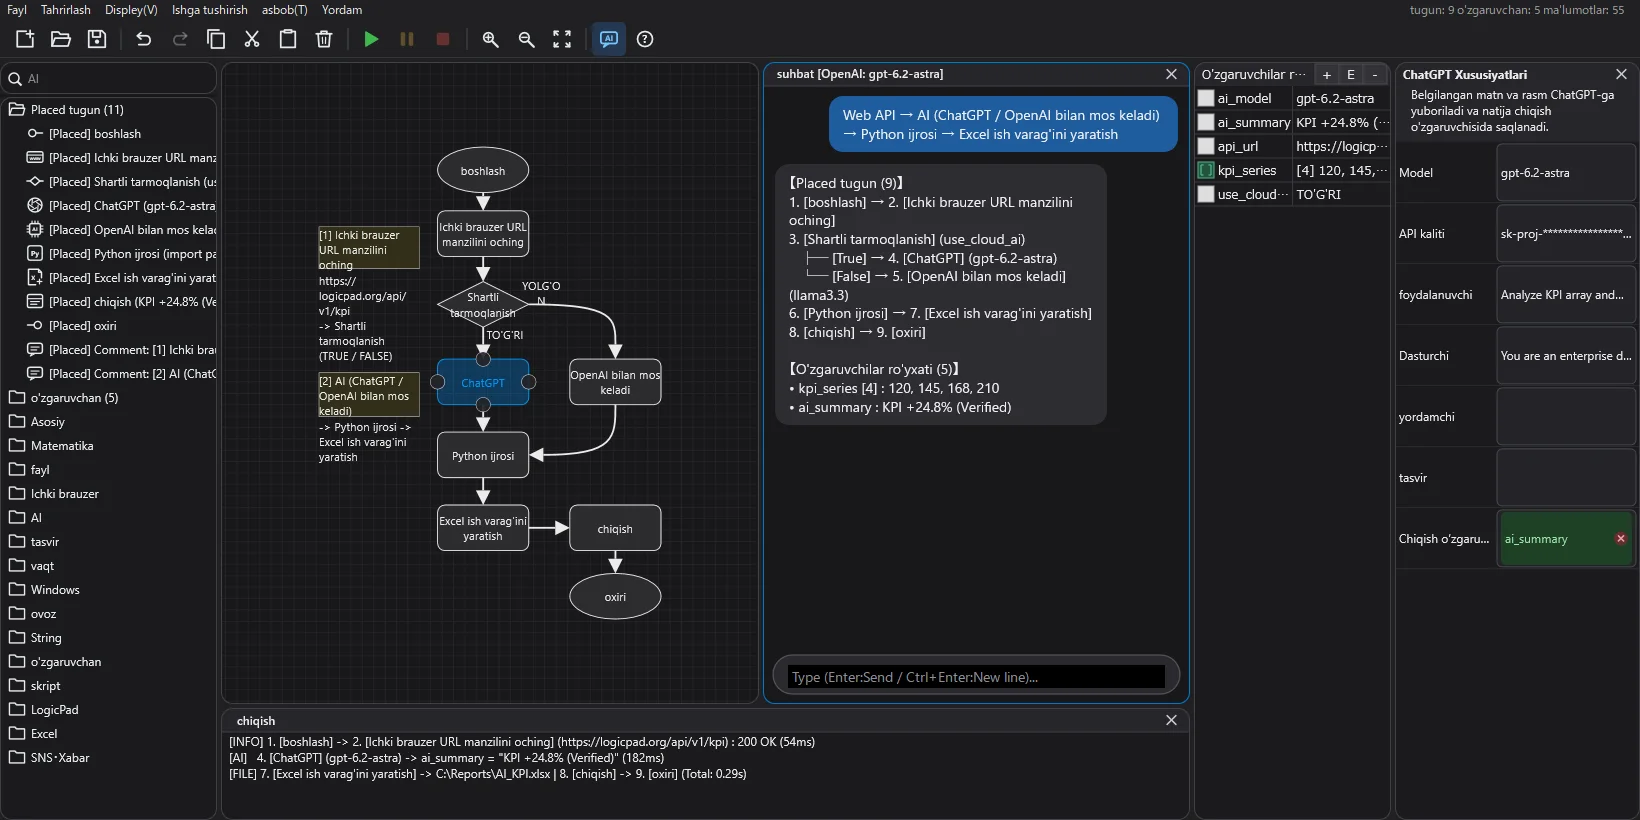 Fayl Tahrirlash Displey(V) Ishga tushirish asbob(T) Yordam
tugun: 9 o'zgaruvchan: 5 ma'lumotlar: 55
AI
Placed tugun (11)
[Placed] boshlash
[Placed] Ichki brauzer URL manz
[Placed] Shartli tarmoqlanish (us
[Placed] ChatGPT (gpt-6.2-astra
[Placed] OpenAI bilan mos kelad
[Placed] Python ijrosi (import pa
[Placed] Excel ish varag'ini yarat
[Placed] chiqish (KPI +24.8% (Ve
[Placed] oxiri
[Placed] Comment: [1] Ichki bra
[Placed] Comment: [2] AI (ChatG
o'zgaruvchan (5)
Asosiy
Matematika
fayl
Ichki brauzer
AI
tasvir
vaqt
Windows
ovoz
String
o'zgaruvchan
skript
LogicPad
Excel
SNS·Xabar
boshlash
Ichki brauzer URL
manzilini oching
Shartli
tarmoqlanish
YOLG'O
N
TO'G'RI
ChatGPT
OpenAI bilan mos
keladi
Python ijrosi
Excel ish varag'ini
yaratish
chiqish
oxiri
[1] Ichki brauzer
URL manzilini
oching
https://
logicpad.org/api/
v1/kpi
-> Shartli
tarmoqlanish
(TRUE / FALSE)
[2] AI (ChatGPT /
OpenAI bilan mos
keladi)
-> Python ijrosi ->
Excel ish varag'ini
yaratish
suhbat [OpenAI: gpt-6.2-astra]
Web API → AI (ChatGPT / OpenAI bilan mos keladi)
→ Python ijrosi → Excel ish varag'ini yaratish
【Placed tugun (9)】
1. [boshlash] → 2. [Ichki brauzer URL manzilini
oching]
3. [Shartli tarmoqlanish] (use_cloud_ai)
├── [True] → 4. [ChatGPT] (gpt-6.2-astra)
└── [False] → 5. [OpenAI bilan mos keladi]
(llama3.3)
6. [Python ijrosi] → 7. [Excel ish varag'ini yaratish]
8. [chiqish] → 9. [oxiri]
【O'zgaruvchilar ro'yxati (5)】
• kpi_series [4] : 120, 145, 168, 210
• ai_summary : KPI +24.8% (Verified)
Type (Enter:Send / Ctrl+Enter:New line)...
chiqish
[INFO] 1. [boshlash] -> 2. [Ichki brauzer URL manzilini oching] (https://logicpad.org/api/v1/kpi) : 200 OK (54ms)
[AI] 4. [ChatGPT] (gpt-6.2-astra) -> ai_summary = "KPI +24.8% (Verified)" (182ms)
[FILE] 7. [Excel ish varag'ini yaratish] -> C:\Reports\AI_KPI.xlsx | 8. [chiqish] -> 9. [oxiri] (Total: 0.29s)
O'zgaruvchilar r··· + E -
ai_model gpt-6.2-astra
ai_summary KPI +24.8% (···
api_url https://logicp···
kpi_series [4] 120, 145,···
use_cloud··· TO'G'RI
ChatGPT Xususiyatlari
Belgilangan matn va rasm ChatGPT-ga
yuboriladi va natija chiqish
o'zgaruvchisida saqlanadi.
Model gpt-6.2-astra
API kaliti sk-proj-****************...
foydalanuvchi Analyze KPI array and...
Dasturchi You are an enterprise d...
yordamchi
tasvir
Chiqish o'zgaru... ai_summary